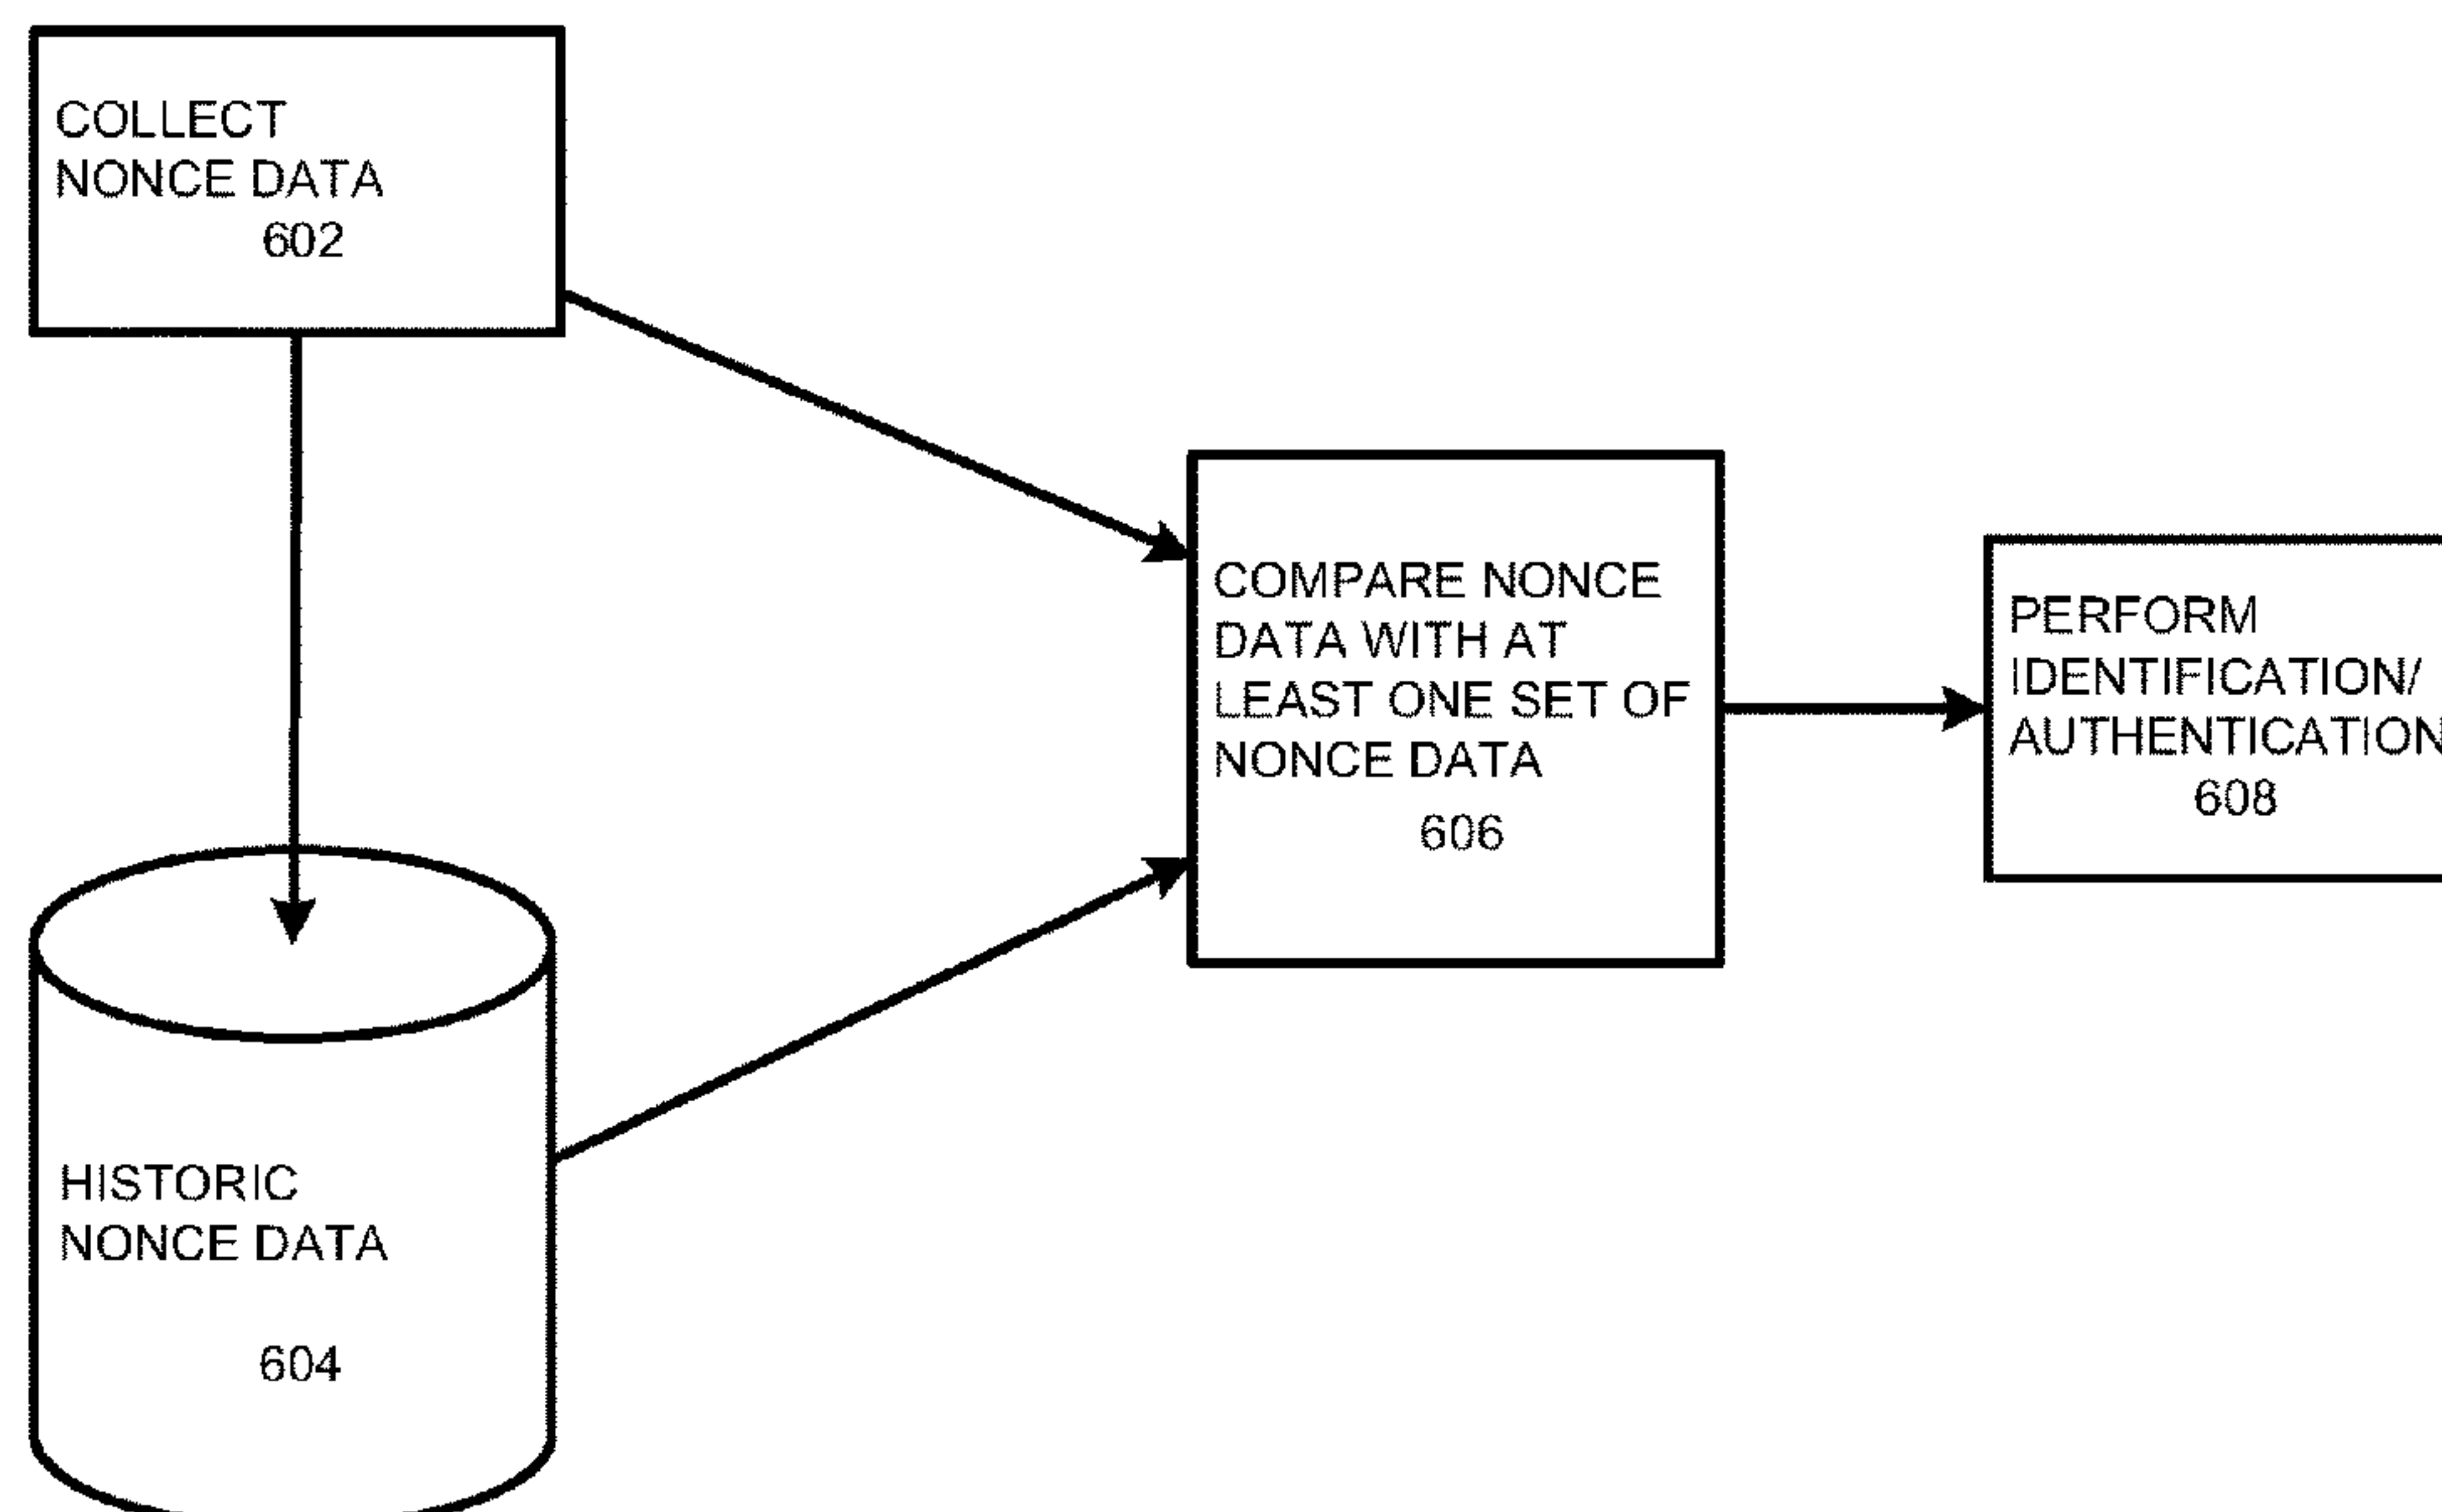 COLLECT
NONCE DATA
602
COMPARE NONCE
DATA WITH AT
LEAST ONE SET OF
NONCE DATA
606
PERFORM
IDENTIFICATION/
AUTHENTICATION
608
HISTORIC
NONCE DATA
604